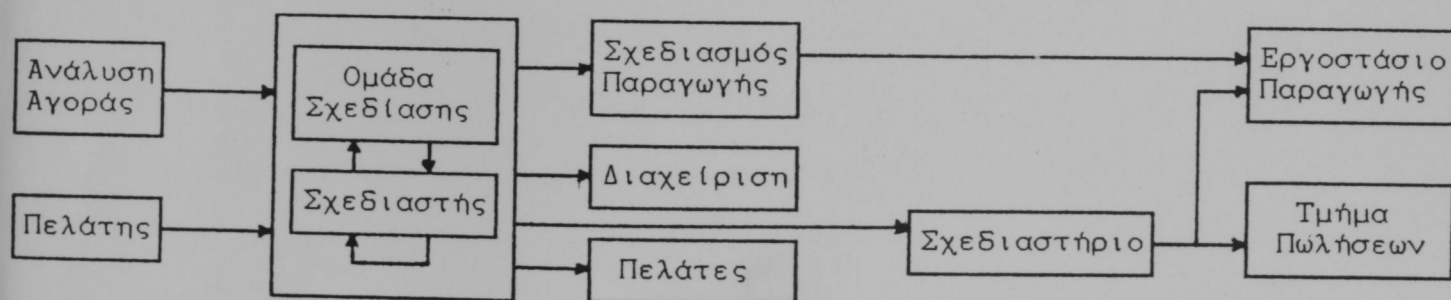 Ανάλυση
Αγοράς
Πελάτης
Ομάδα
Σχεδίασης
Σχεδιαστής
Σχεδιασμός
Παραγωγής
Διαχείριση
Πελάτες
Σχεδιαστήριο
Εργοστάσιο
Παραγωγής
Τμήμα
Πωλήσεων